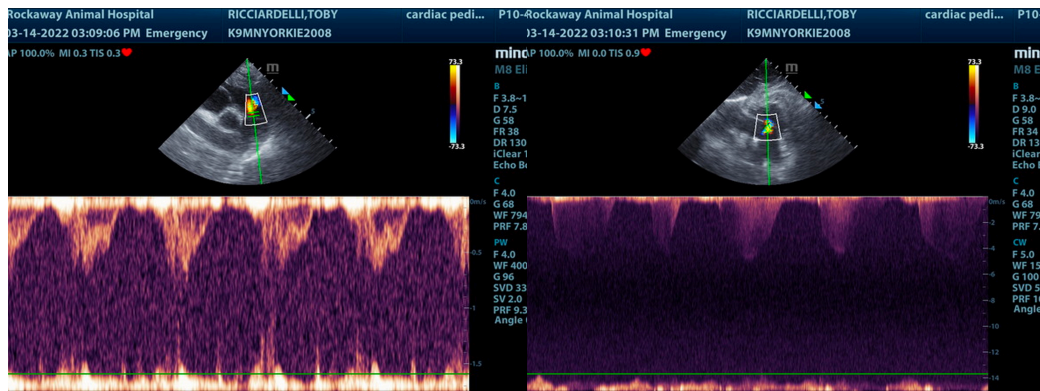 Rockaway Animal Hospital RICCIARDELLI,TOBY cardiac pedi... P10-4
03-14-2022 03:09:06 PM Emergency K9MNYORKIE2008
AP 100.0% MI 0.3 TIS 0.3
M8 Eli
m
5
73.3
-73.3
B
F 3.8~1
D 7.5
G 58
FR 38
DR 130
iClear 1
Echo B
C
F 4.0
G 68
WF 794
PRF 7.8
PW
F 4.0
WF 400
G 96
SVD 33
SV 2.0
PRF 9.3
Angle
0m/s
-0.5
-1
-1.5
Rockaway Animal Hospital RICCIARDELLI,TOBY cardiac pedi... P10
03-14-2022 03:10:31 PM Emergency K9MNYORKIE2008
AP 100.0% MI 0.0 TIS 0.9
M8 E
m
5
73.3
-73.3
B
F 3.8~
D 9.0
G 58
FR 34
DR 13
iClear
Echo
C
F 4.0
G 68
WF 79
PRF 7.
CW
F 5.0
WF 15
G 100
SVD 5
PRF 1
Angle
0m/s
-2
-4
-6
-8
-10
-12
-14